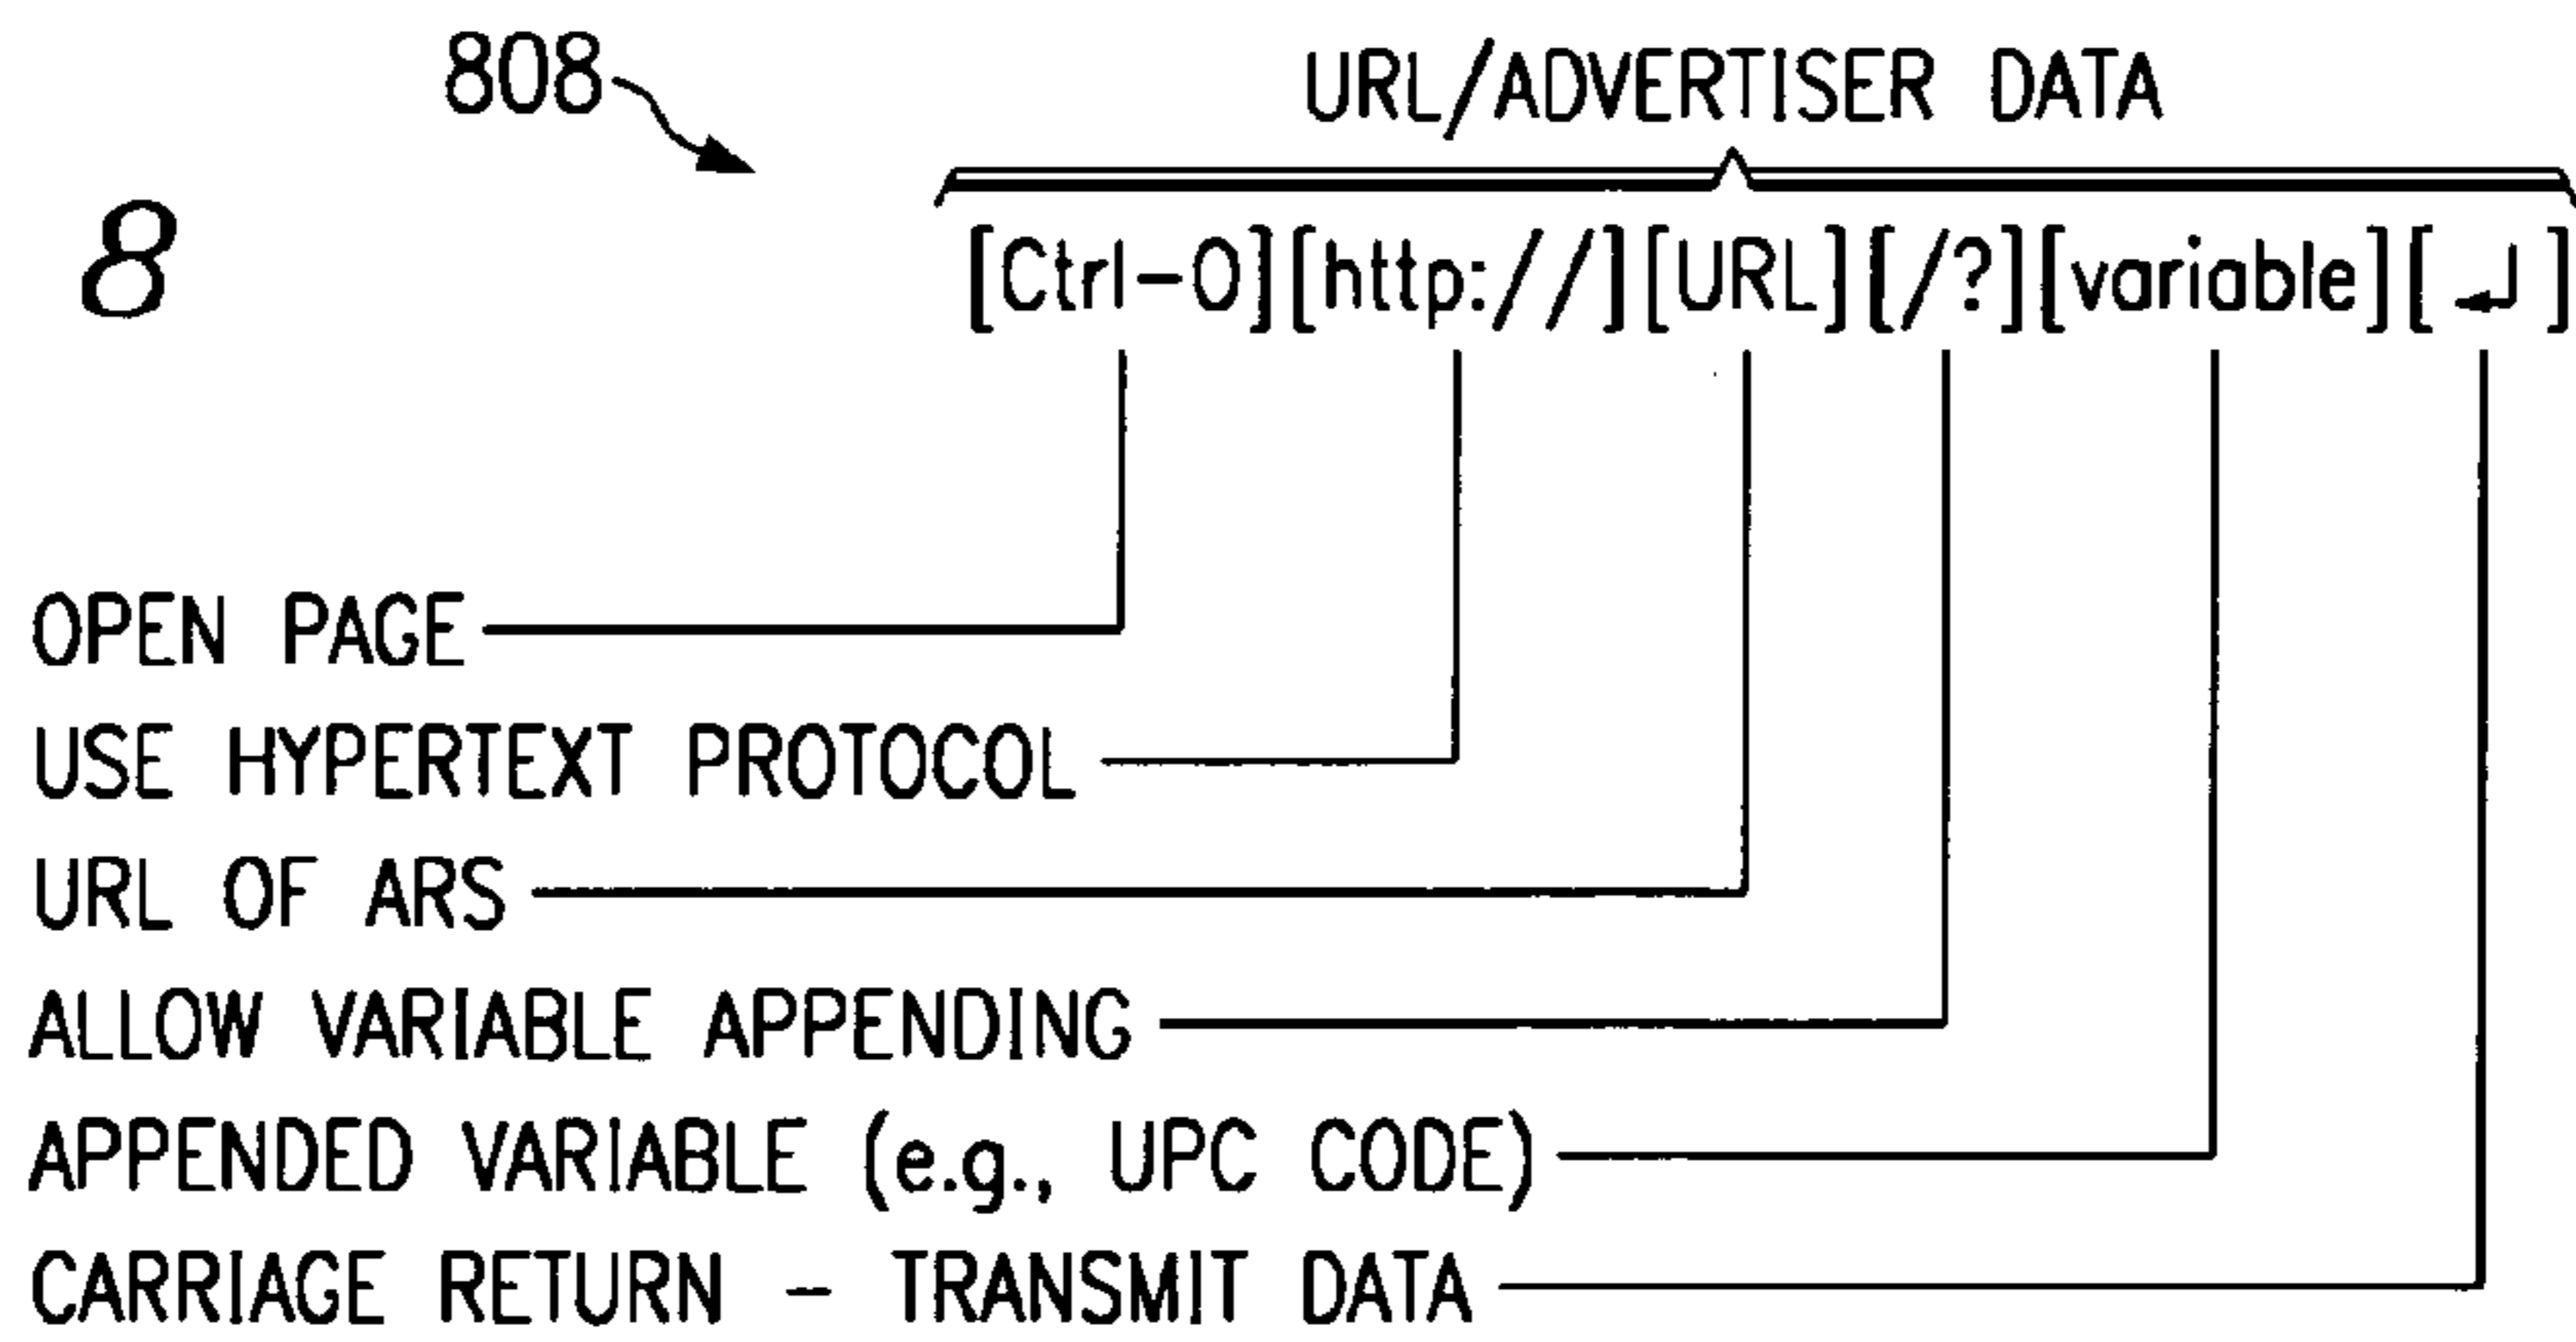 808
URL/ADVERTISER DATA
8
[Ctrl-O][http://][URL][/?][variable][↵]
OPEN PAGE
USE HYPERTEXT PROTOCOL
URL OF ARS
ALLOW VARIABLE APPENDING
APPENDED VARIABLE (e.g., UPC CODE)
CARRIAGE RETURN - TRANSMIT DATA